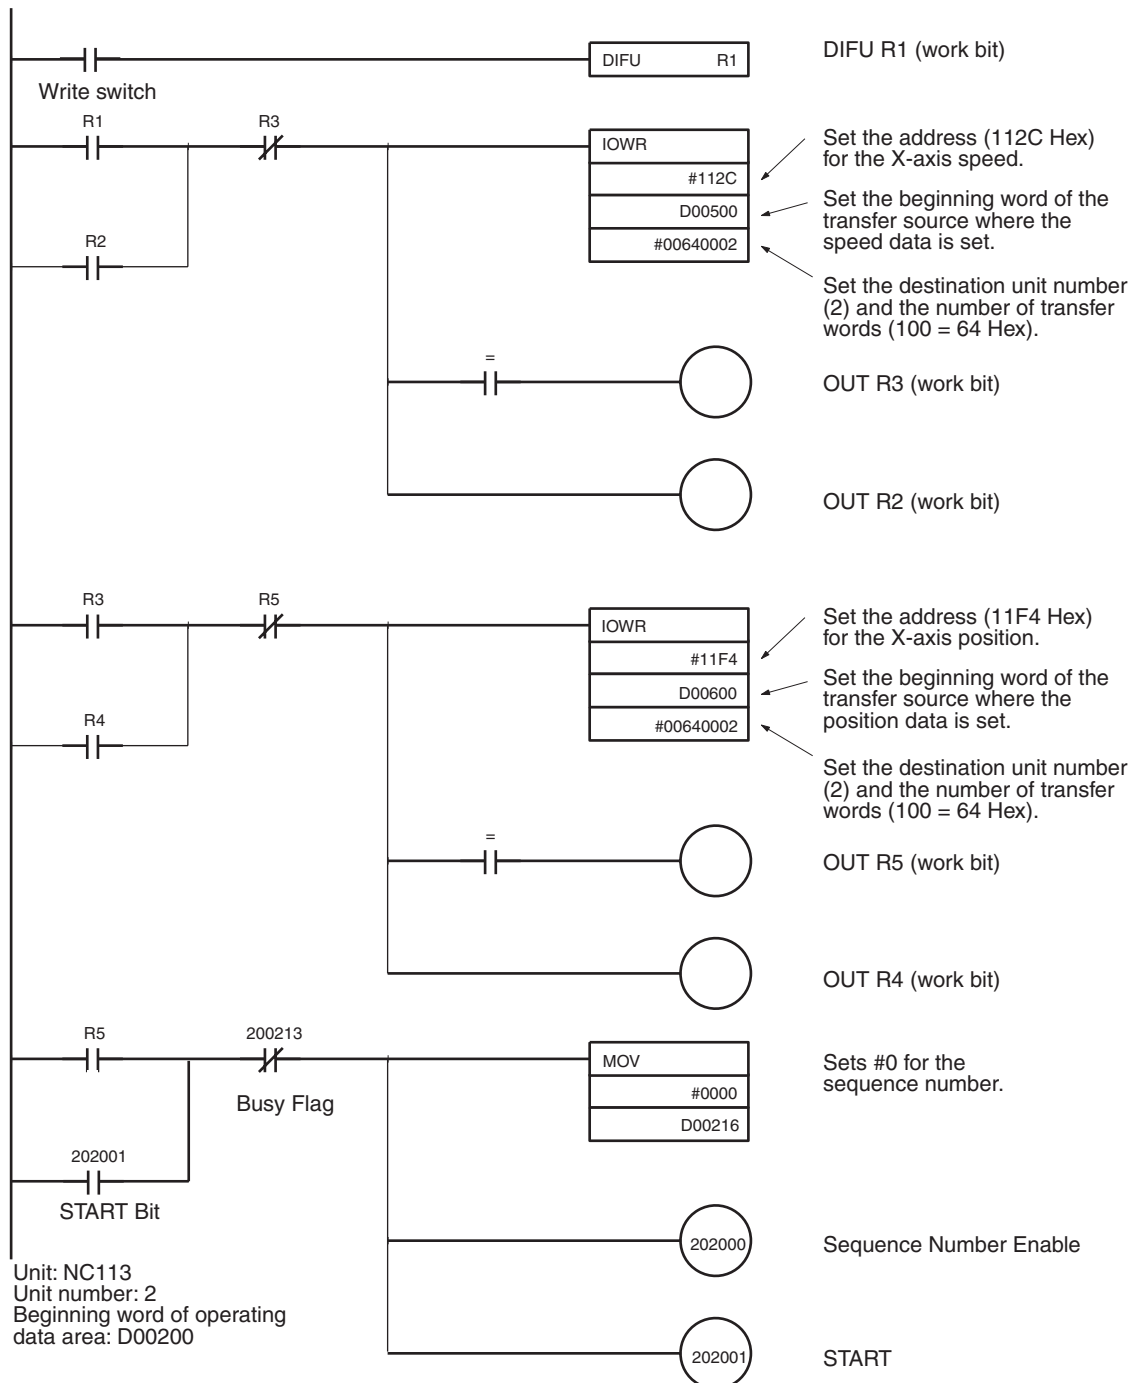 DIFU R1
DIFU R1 (work bit)
Write switch
R1
R3
IOWR
#112C
D00500
#00640002
Set the address (112C Hex)
for the X-axis speed.
Set the beginning word of the
transfer source where the
speed data is set.
R2
Set the destination unit number
(2) and the number of transfer
words (100 = 64 Hex).
=
OUT R3 (work bit)
OUT R2 (work bit)
R3
R5
IOWR
#11F4
D00600
#00640002
Set the address (11F4 Hex)
for the X-axis position.
Set the beginning word of the
transfer source where the
position data is set.
R4
Set the destination unit number
(2) and the number of transfer
words (100 = 64 Hex).
=
OUT R5 (work bit)
OUT R4 (work bit)
R5
200213
Busy Flag
MOV
#0000
D00216
Sets #0 for the
sequence number.
202001
START Bit
202000
Sequence Number Enable
Unit: NC113
Unit number: 2
Beginning word of operating
data area: D00200
202001
START